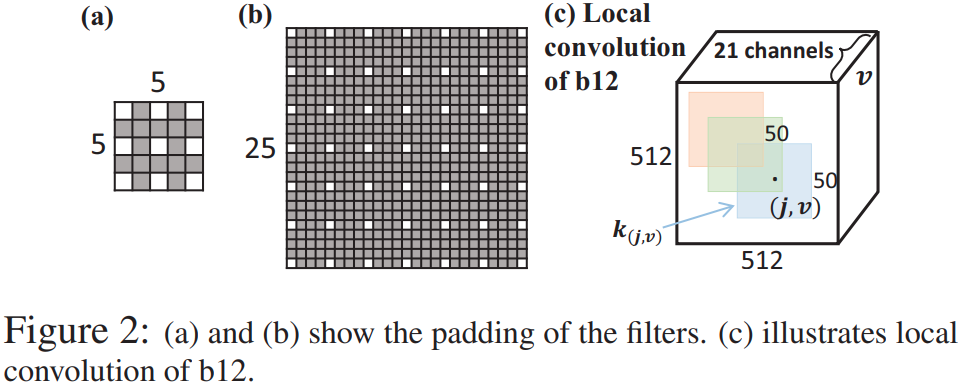 (a)
5
5
(b)
25
(c) Local
convolution
of b12
21 channels
v
512
50
50
(j, v)
k(j,v)
512
Figure 2: (a) and (b) show the padding of the filters. (c) illustrates local
convolution of b12.